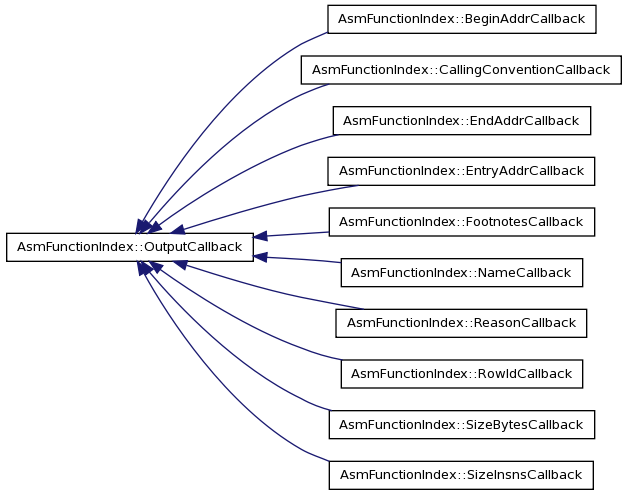 AsmFunctionIndex::BeginAddrCallback
AsmFunctionIndex::CallingConventionCallback
AsmFunctionIndex::EndAddrCallback
AsmFunctionIndex::EntryAddrCallback
AsmFunctionIndex::FootnotesCallback
AsmFunctionIndex::OutputCallback
AsmFunctionIndex::NameCallback
AsmFunctionIndex::ReasonCallback
AsmFunctionIndex::RowIdCallback
AsmFunctionIndex::SizeBytesCallback
AsmFunctionIndex::SizeInsnsCallback